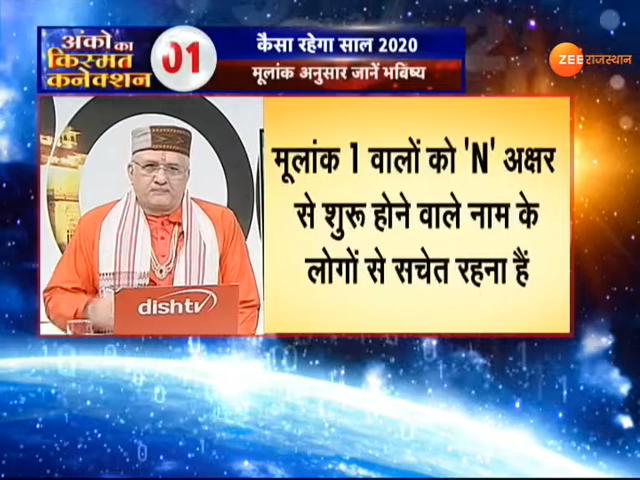 अंको का
किस्मत
कनेक्शन
01
कैसा रहेगा साल 2020
मूलांक अनुसार जानें भविष्य
ZEE राजस्थान
मूलांक 1 वालों को 'N' अक्षर
से शुरू होने वाले नाम के
लोगों से सचेत रहना हैं
dishtv